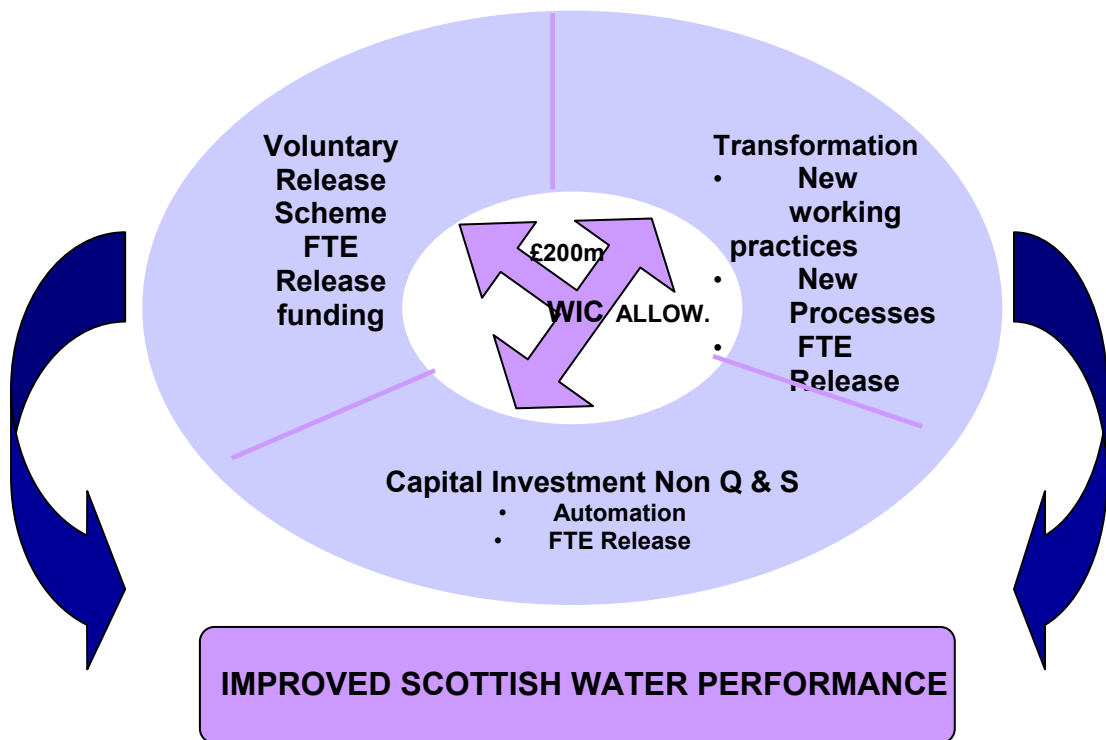 Voluntary
Release
Scheme
FTE
Release
funding
Transformation
• New
working
practices
• New
Processes
• FTE
Release
£200m
WIC ALLOW.
Capital Investment Non Q & S
• Automation
• FTE Release
IMPROVED SCOTTISH WATER PERFORMANCE